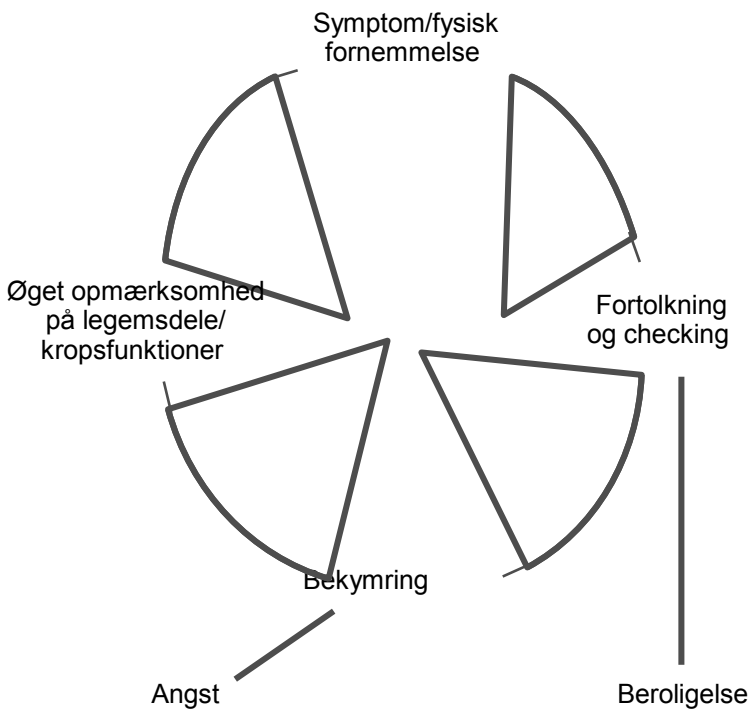 Symptom/fysisk
fornemmelse
Øget opmærksomhed
på legemsdele/
kropsfunktioner
Fortolkning
og checking
Bekymring
Angst
Beroligelse